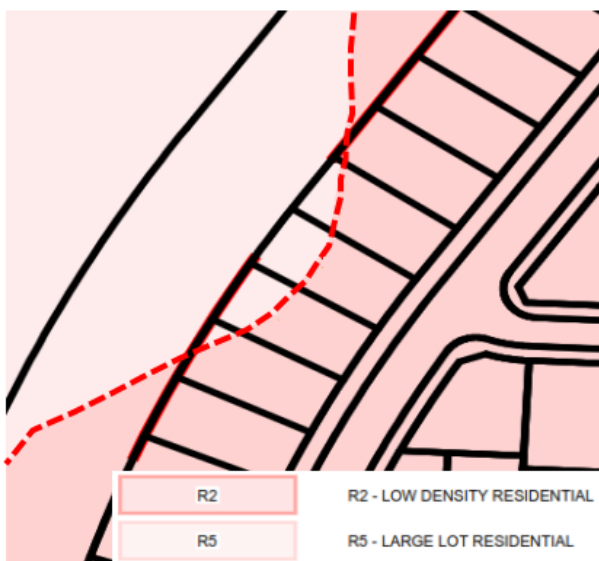 R2 R2 - LOW DENSITY RESIDENTIAL
R5 R5 - LARGE LOT RESIDENTIAL